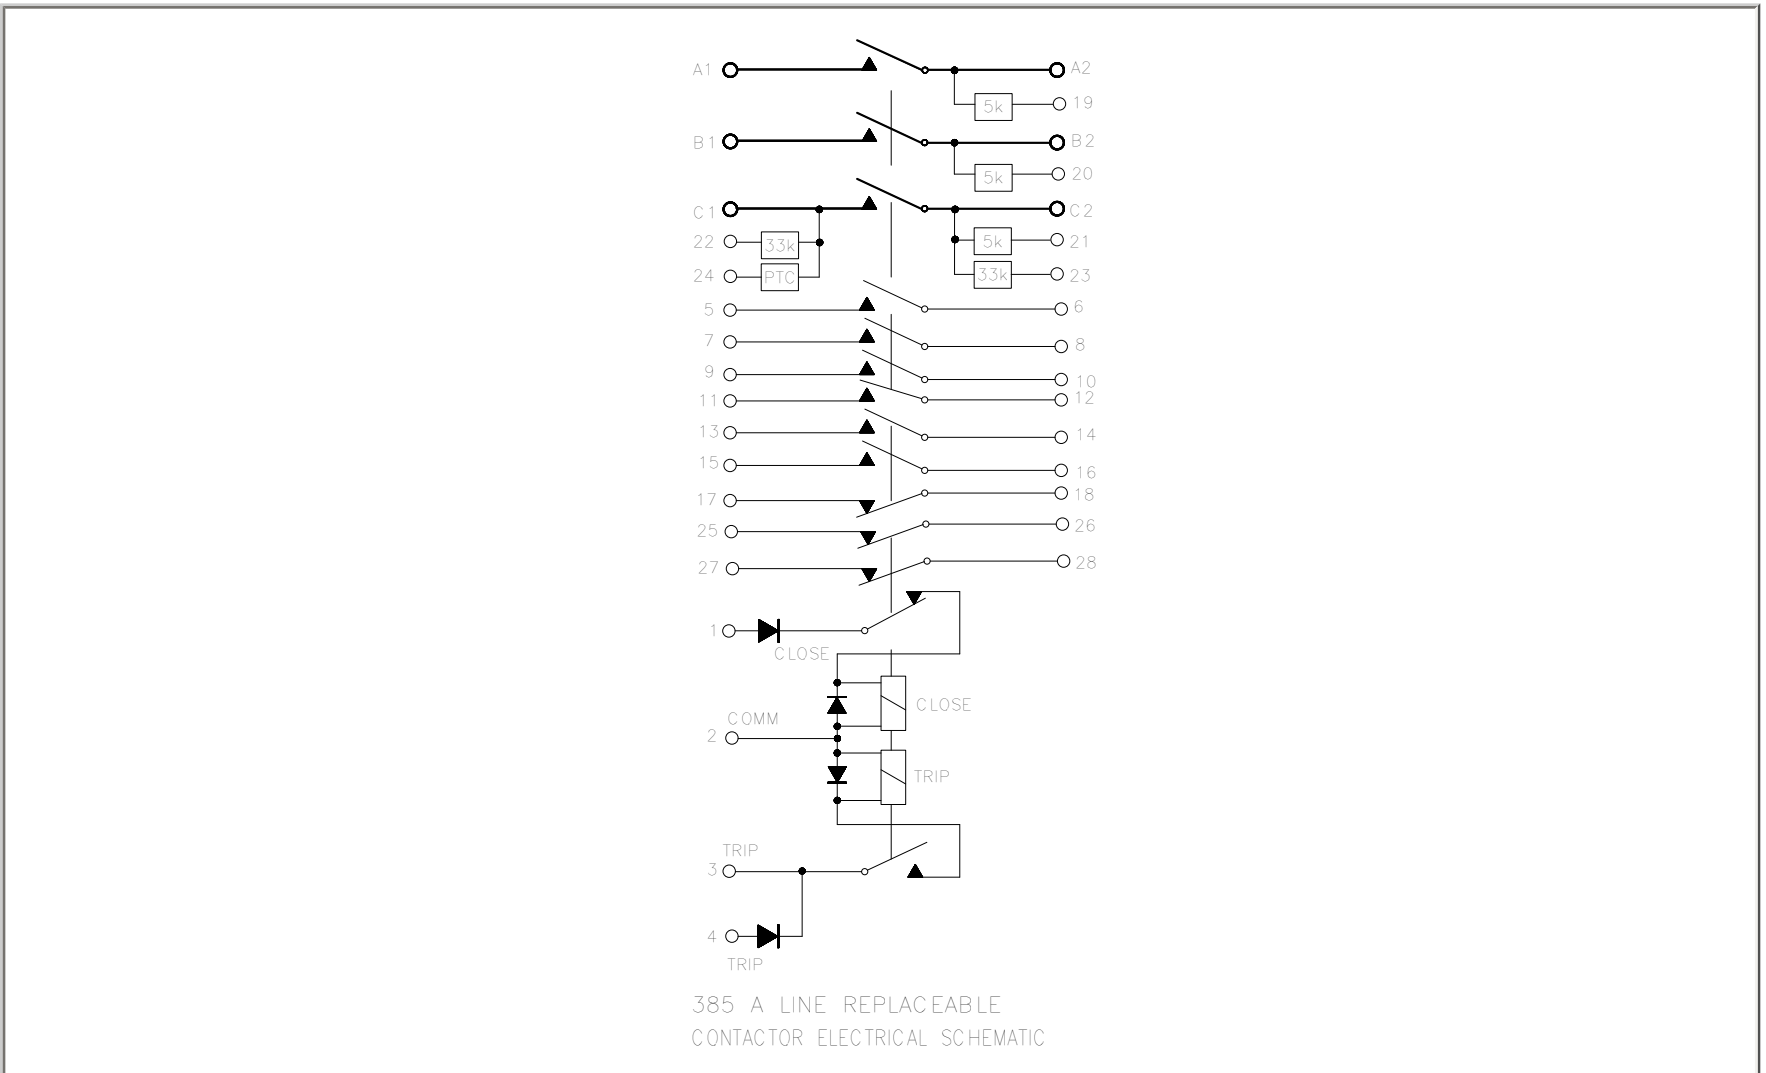 A1 A2
5k 19
B1 B2
5k 20
C1 C2
22 33k 5k 21
24 PTC 33k 23
5 6
7 8
9 10
11 12
13 14
15 16
17 18
25 26
27 28
1
CLOSE
CLOSE
COMM
2
TRIP
TRIP
3
4
TRIP
385 A LINE REPLACEABLE
CONTACTOR ELECTRICAL SCHEMATIC